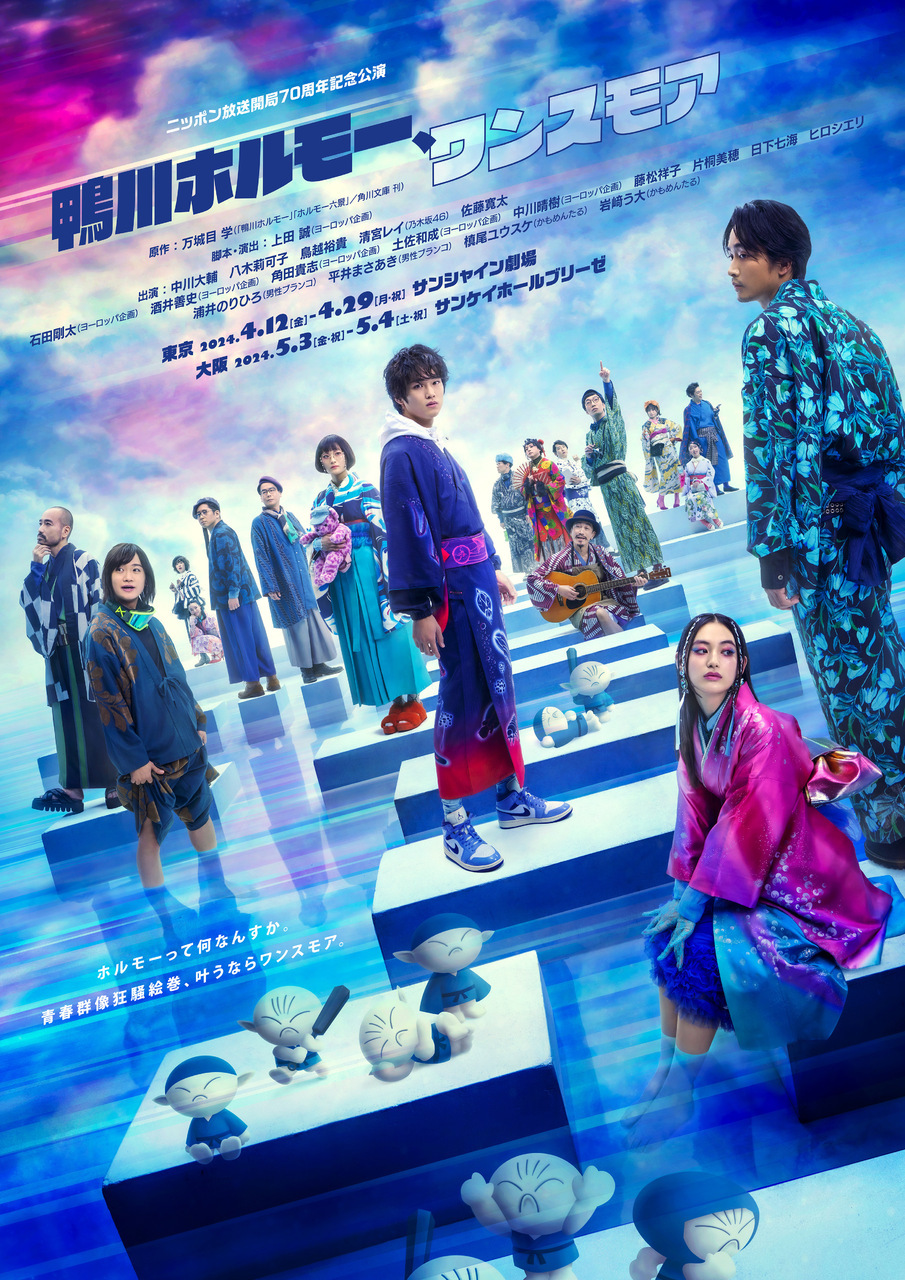 ニッポン放送開局70周年記念公演
鴨川ホルモー、ワンスモア
原作：万城目 学(「鴨川ホルモー」「ホルモー六景」／角川文庫 刊)
脚本・演出：上田 誠(ヨーロッパ企画)
出演：中川大輔 八木莉可子 鳥越裕貴 清宮レイ(乃木坂46) 佐藤寛太
石田剛太(ヨーロッパ企画) 酒井善史(ヨーロッパ企画) 角田貴志(ヨーロッパ企画) 土佐和成(ヨーロッパ企画) 中川晴樹(ヨーロッパ企画) 藤松祥子 片桐美穂 日下七海 ヒロシエリ
浦井のりひろ(男性ブランコ) 平井まさあき(男性ブランコ) 槙尾ユウスケ(かもめんたる) 岩崎う大(かもめんたる)
東京 2024.4.12[金]-4.29[月・祝] サンシャイン劇場
大阪 2024.5.3[金・祝]-5.4[土・祝] サンケイホールブリーゼ
ホルモーって何なんすか。
青春群像狂騒絵巻、叶うならワンスモア。